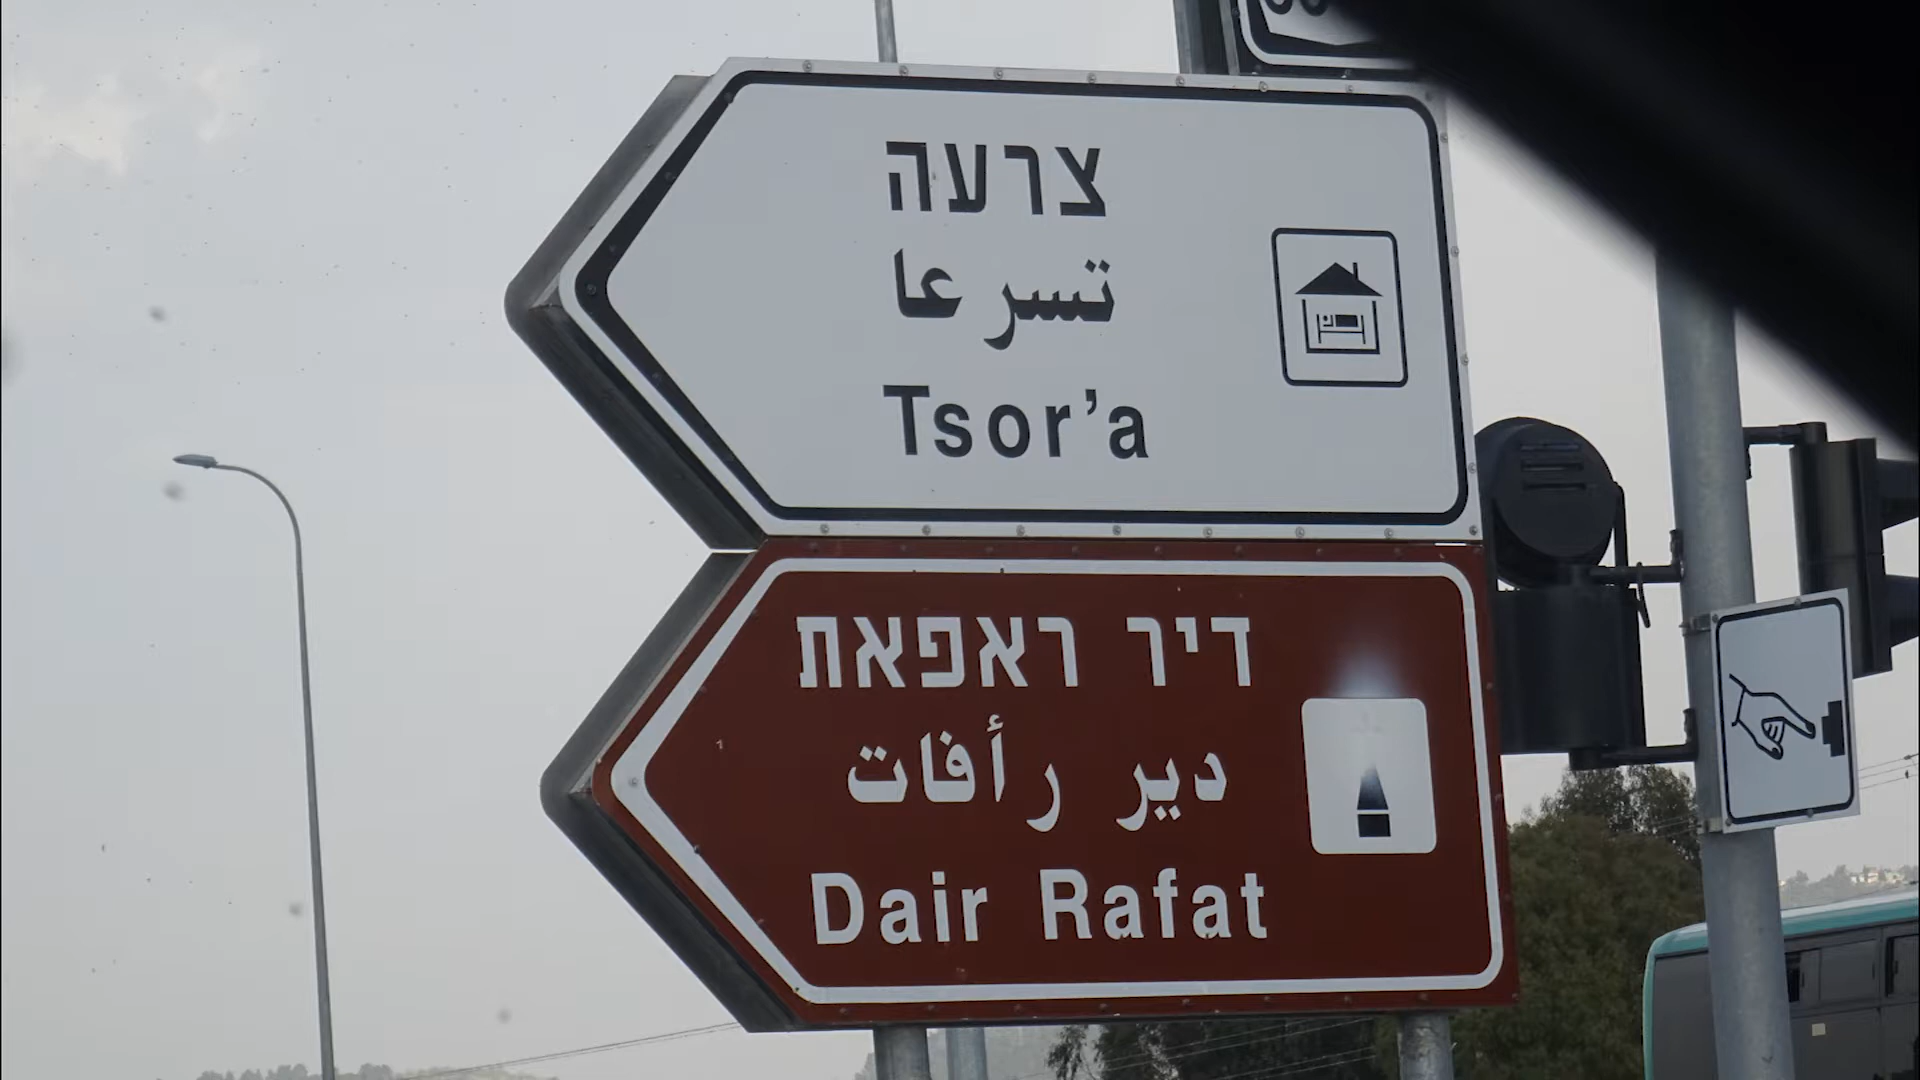 צרעה
تسرعا
Tsor'a
דיר ראפאת
دير رأفات
Dair Rafat